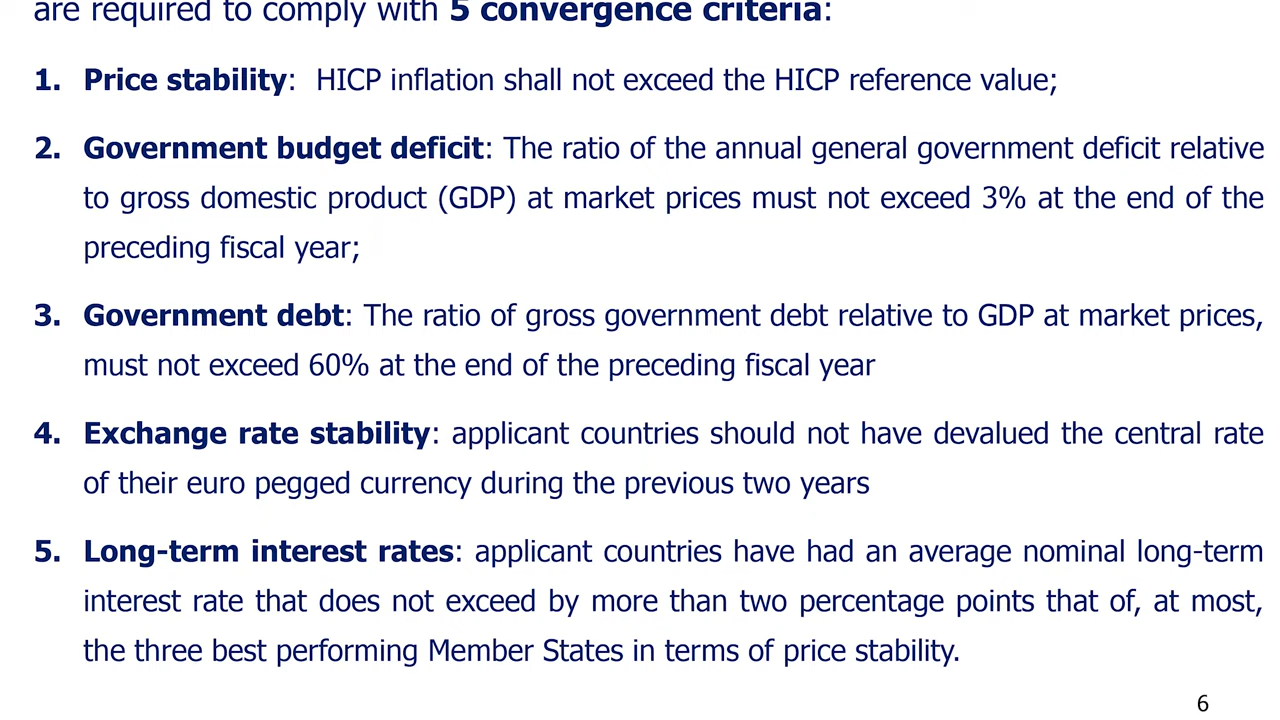 are required to comply with 5 convergence criteria:
1. Price stability: HICP inflation shall not exceed the HICP reference value;
2. Government budget deficit: The ratio of the annual general government deficit relative
to gross domestic product (GDP) at market prices must not exceed 3% at the end of the
preceding fiscal year;
3. Government debt: The ratio of gross government debt relative to GDP at market prices,
must not exceed 60% at the end of the preceding fiscal year
4. Exchange rate stability: applicant countries should not have devalued the central rate
of their euro pegged currency during the previous two years
5. Long-term interest rates: applicant countries have had an average nominal long-term
interest rate that does not exceed by more than two percentage points that of, at most,
the three best performing Member States in terms of price stability.
6